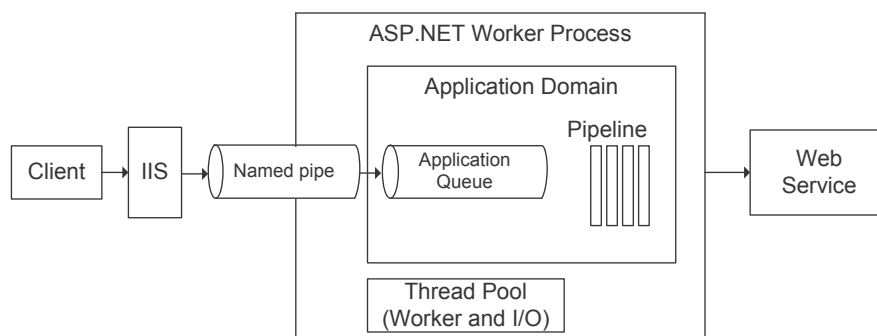 ASP.NET Worker Process
Application Domain
Pipeline
Client
IIS
Named pipe
Application
Queue
Web
Service
Thread Pool
(Worker and I/O)